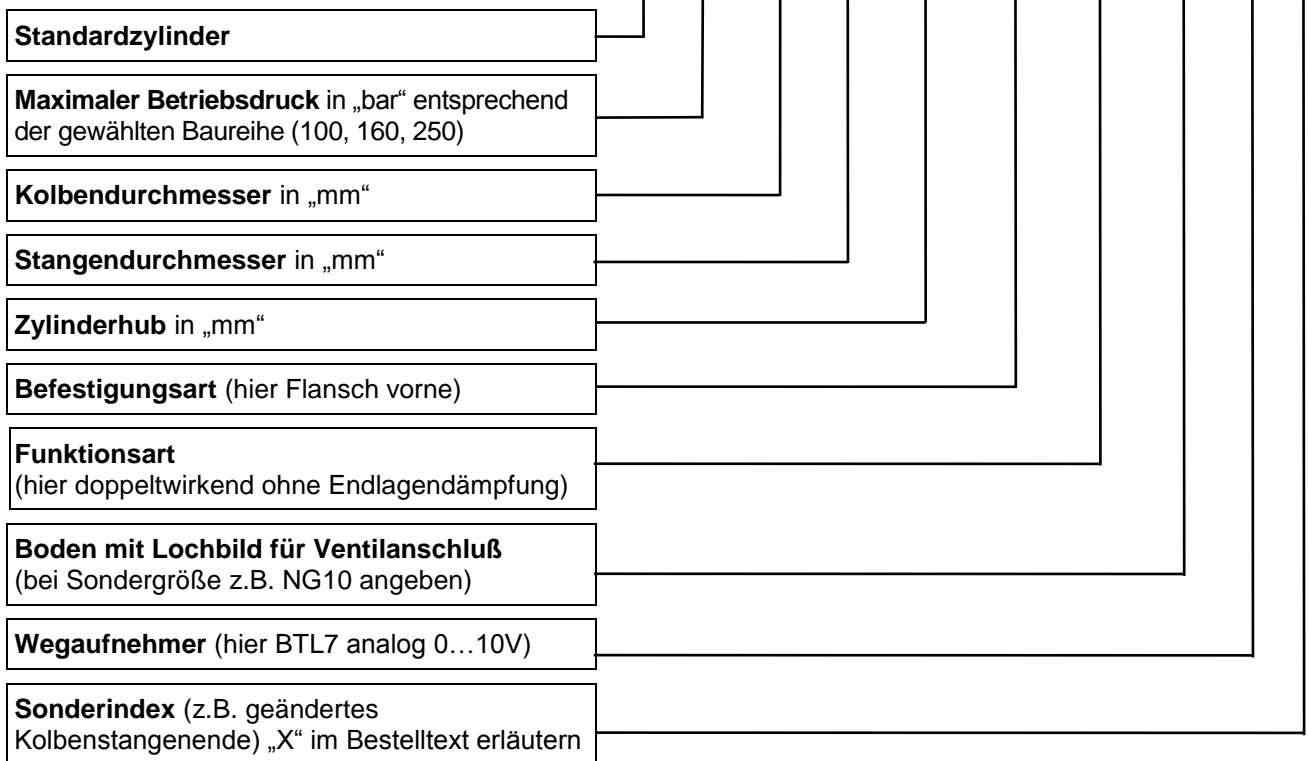 Standardzylinder
Maximaler Betriebsdruck in „bar“ entsprechend
der gewählten Baureihe (100, 160, 250)
Kolbendurchmesser in „mm“
Stangendurchmesser in „mm“
Zylinderhub in „mm“
Befestigungsart (hier Flansch vorne)
Funktionsart
(hier doppeltwirkend ohne Endlagendämpfung)
Boden mit Lochbild für Ventilanschluß
(bei Sondergröße z.B. NG10 angeben)
Wegaufnehmer (hier BTL7 analog 0…10V)
Sonderindex (z.B. geändertes
Kolbenstangenende) „X“ im Bestelltext erläutern